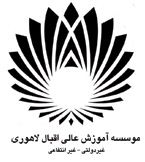 موسسه آموزش عالی اقبال لاهوری
غیردولتی - غیرانتفاعی